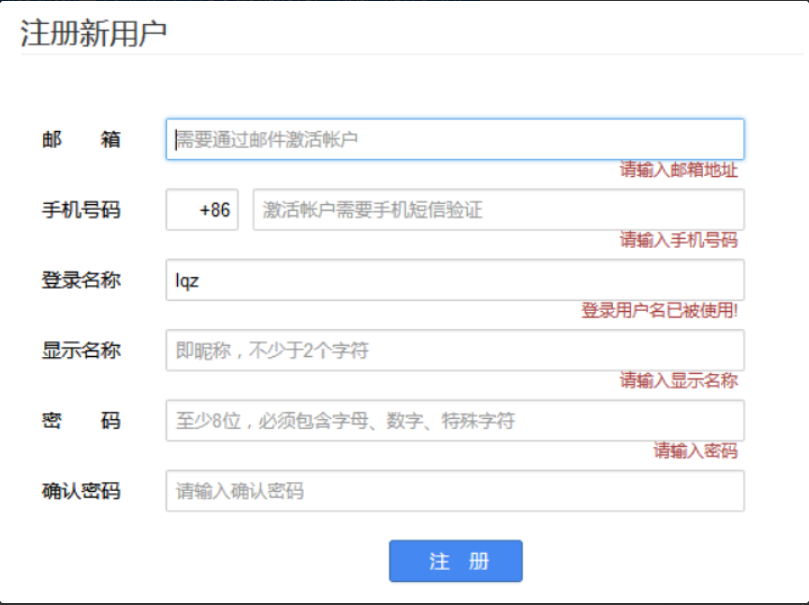 注册新用户
邮 箱 需要通过邮件激活帐户
请输入邮箱地址
手机号码 +86 激活帐户需要手机短信验证
请输入手机号码
登录名称 lqz
登录用户名已被使用!
显示名称 即昵称，不少于2个字符
请输入显示名称
密 码 至少8位，必须包含字母、数字、特殊字符
请输入密码
确认密码 请输入确认密码
注 册